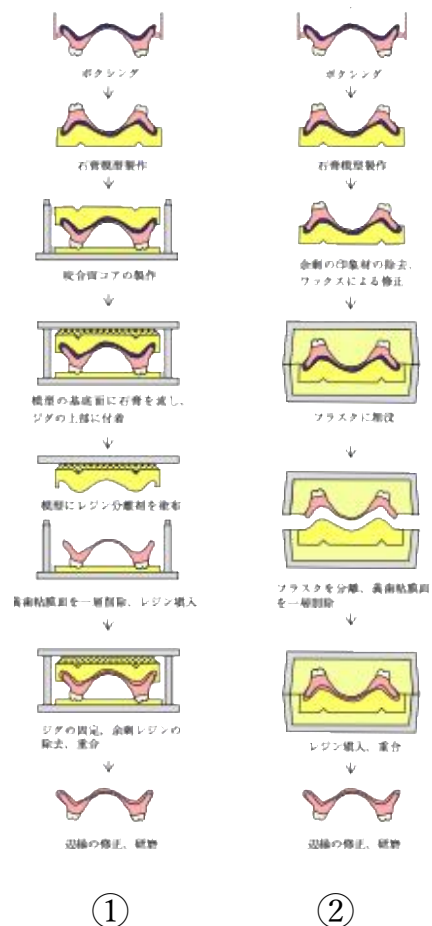 ボクシング
石膏模型製作
咬合面コアの製作
模型の基底面に石膏を流し、
ジグの上部に付着
模型にレジン分離剤を塗布
義歯粘膜面を一層削除、レジン填入
ジグの固定，余剰レジンの
除去、重合
辺縁の修正、研磨
①
ボクシング
石膏模型製作
余剰の印象材の除去、
ワックスによる修正
フラスクに埋没
フラスクを分離、義歯粘膜面
を一層削除
レジン填入、重合
辺縁の修正、研磨
②